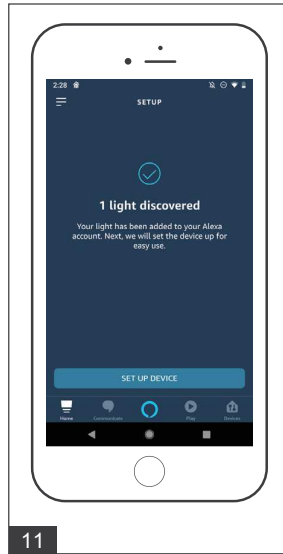 2:28
SETUP
1 light discovered
Your light has been added to your Alexa
account. Next, we will set the device up for
easy use.
SET UP DEVICE
Home Communicate Play Devices
11